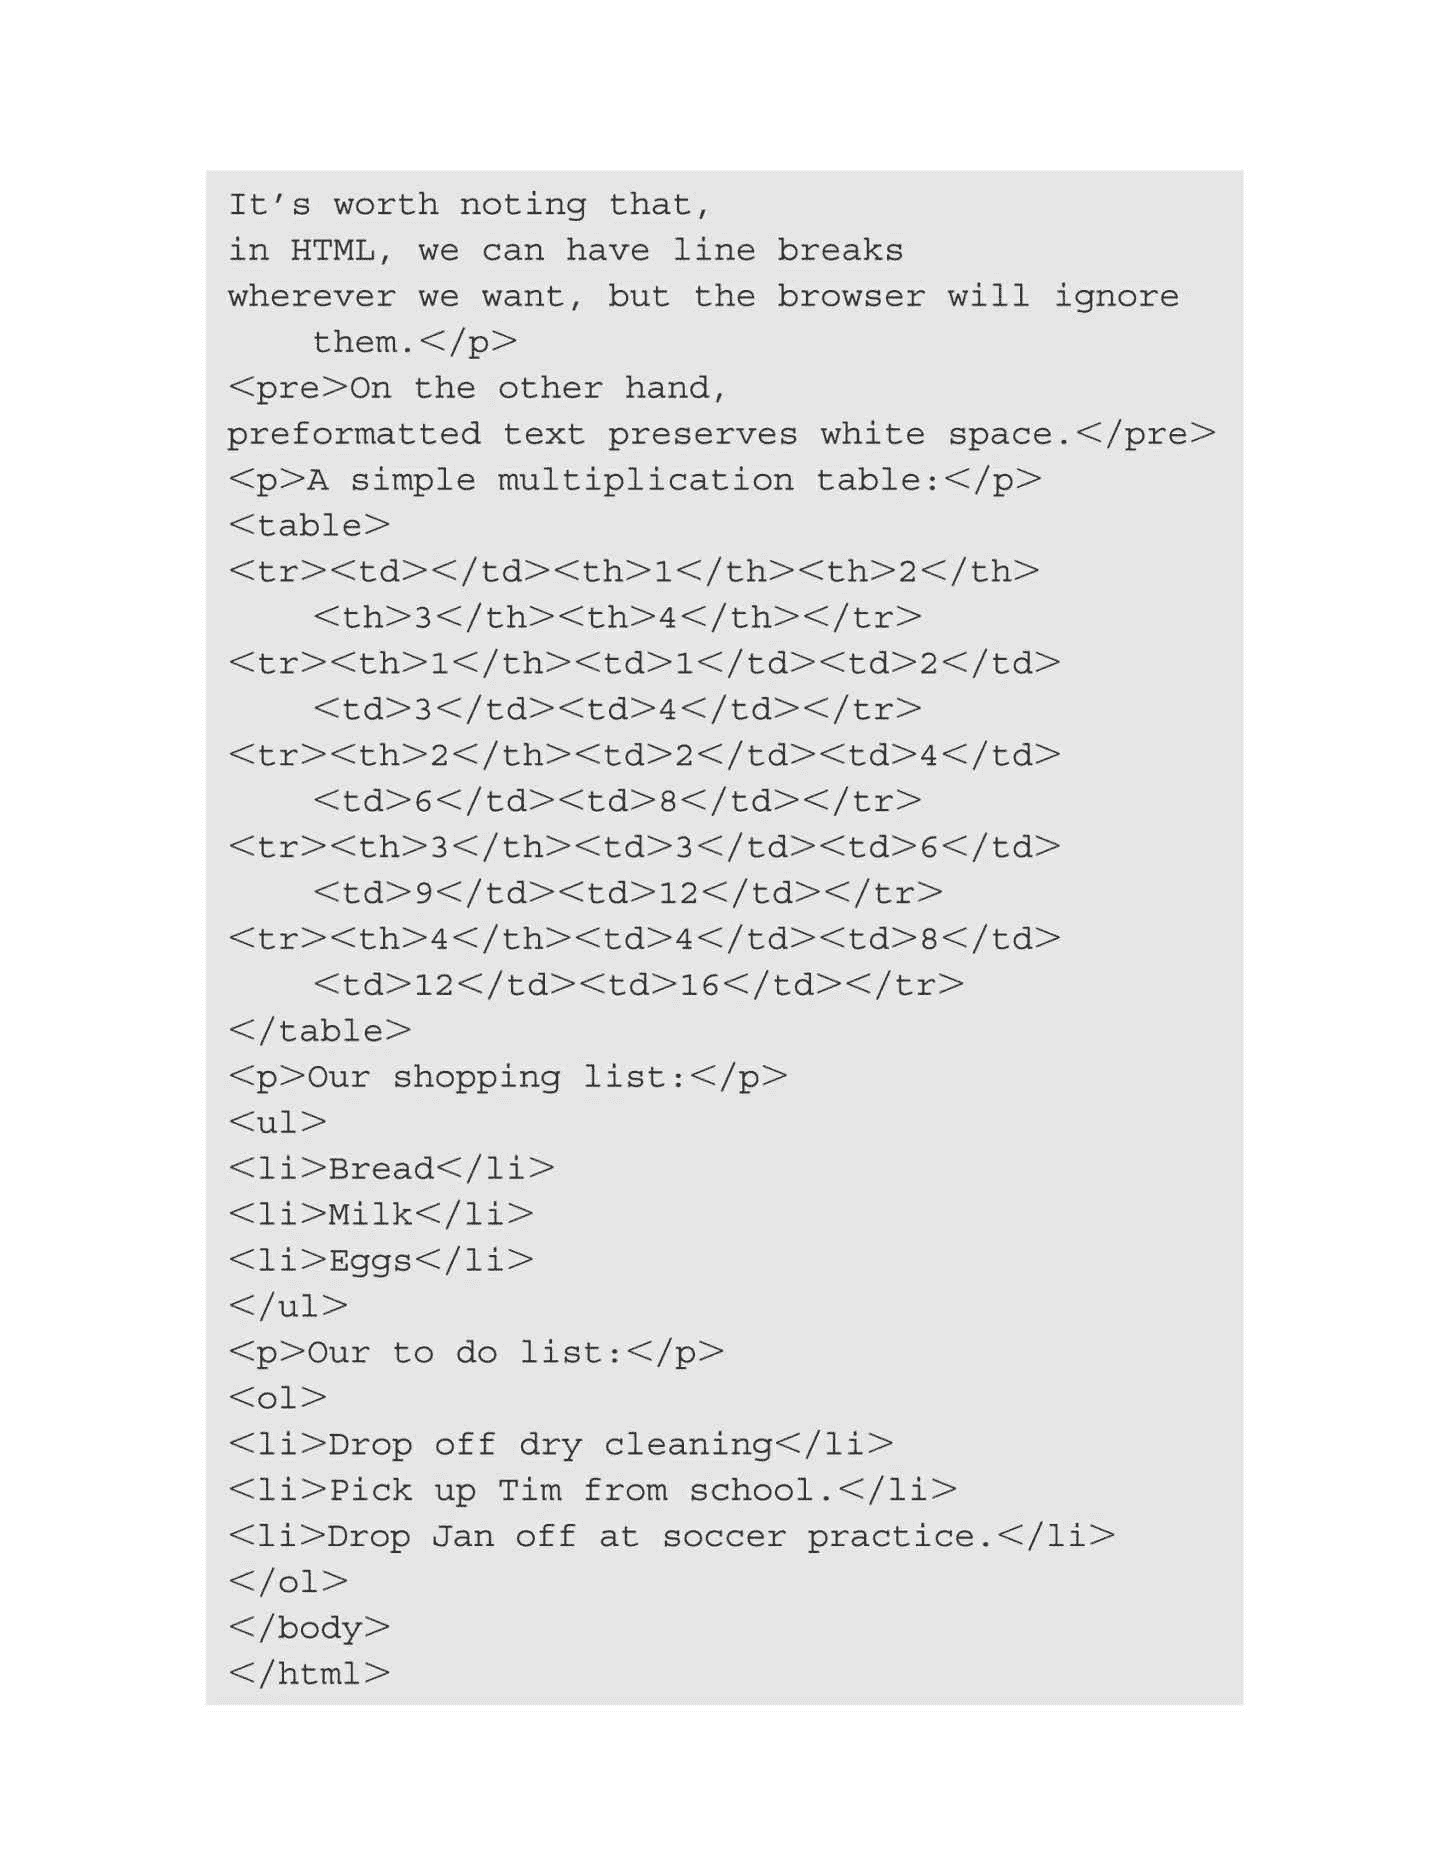 It’s worth noting that,
in HTML, we can have line breaks
wherever we want, but the browser will ignore
    them.</p>
<pre>On the other hand,
preformatted text preserves white space.</pre>
<p>A simple multiplication table:</p>
<table>
<tr><td></td><th>1</th><th>2</th>
    <th>3</th><th>4</th></tr>
<tr><th>1</th><td>1</td><td>2</td>
    <td>3</td><td>4</td></tr>
<tr><th>2</th><td>2</td><td>4</td>
    <td>6</td><td>8</td></tr>
<tr><th>3</th><td>3</td><td>6</td>
    <td>9</td><td>12</td></tr>
<tr><th>4</th><td>4</td><td>8</td>
    <td>12</td><td>16</td></tr>
</table>
<p>Our shopping list:</p>
<ul>
<li>Bread</li>
<li>Milk</li>
<li>Eggs</li>
</ul>
<p>Our to do list:</p>
<ol>
<li>Drop off dry cleaning</li>
<li>Pick up Tim from school.</li>
<li>Drop Jan off at soccer practice.</li>
</ol>
</body>
</html>